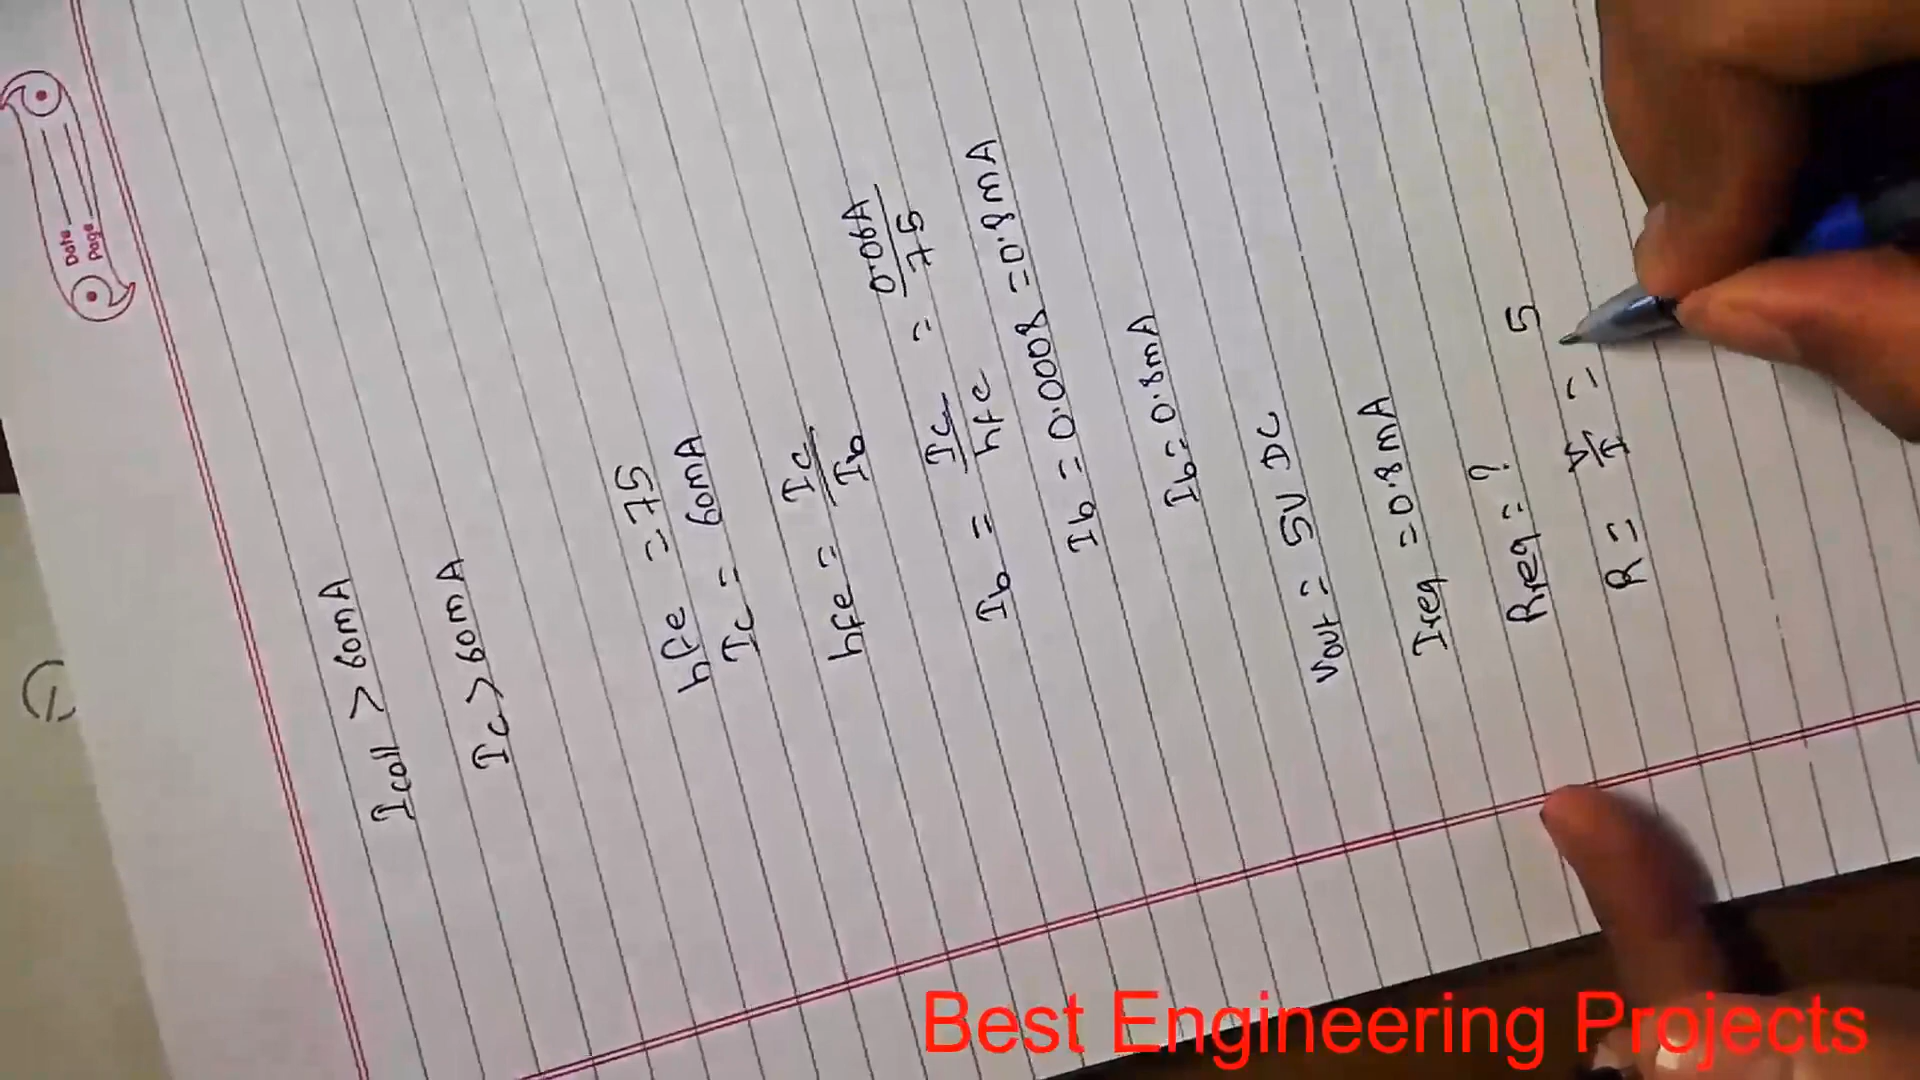 Date
Page
1
Icoil > 60mA
Ic > 60mA
hfe = 75
Ic = 60mA
hfe = Ic/Ib
Ib = Ic/hfe = 0.06A/75
Ib = 0.0008 = 0.8mA
Ib = 0.8mA
Vout = 5V DC
Ireq = 0.8mA
Rreq = ?
R = V/I = 5
Best Engineering Projects